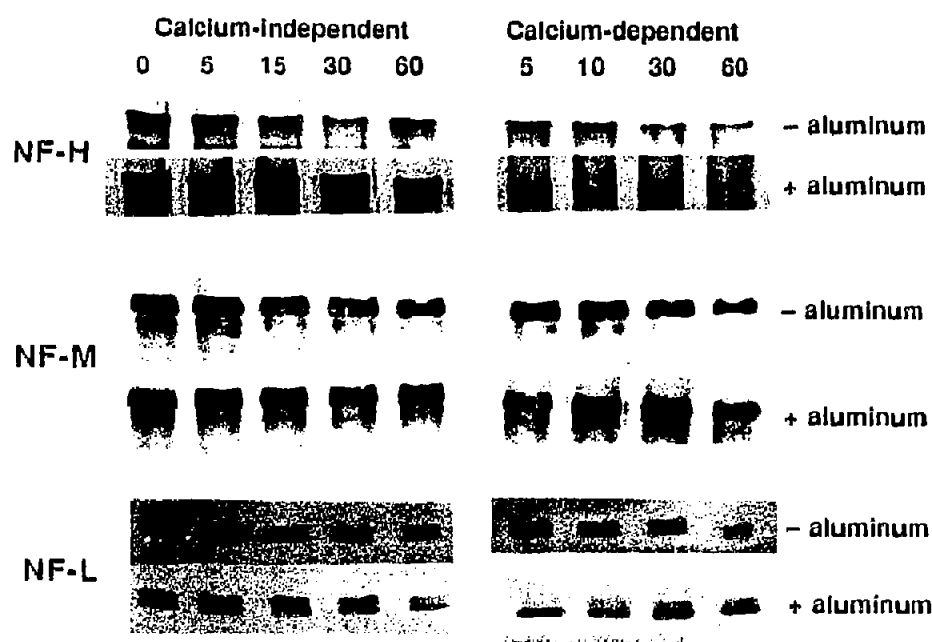 Calcium-independent Calcium-dependent
0 5 15 30 60 5 10 30 60
NF-H
– aluminum
+ aluminum
NF-M
– aluminum
+ aluminum
NF-L
– aluminum
+ aluminum